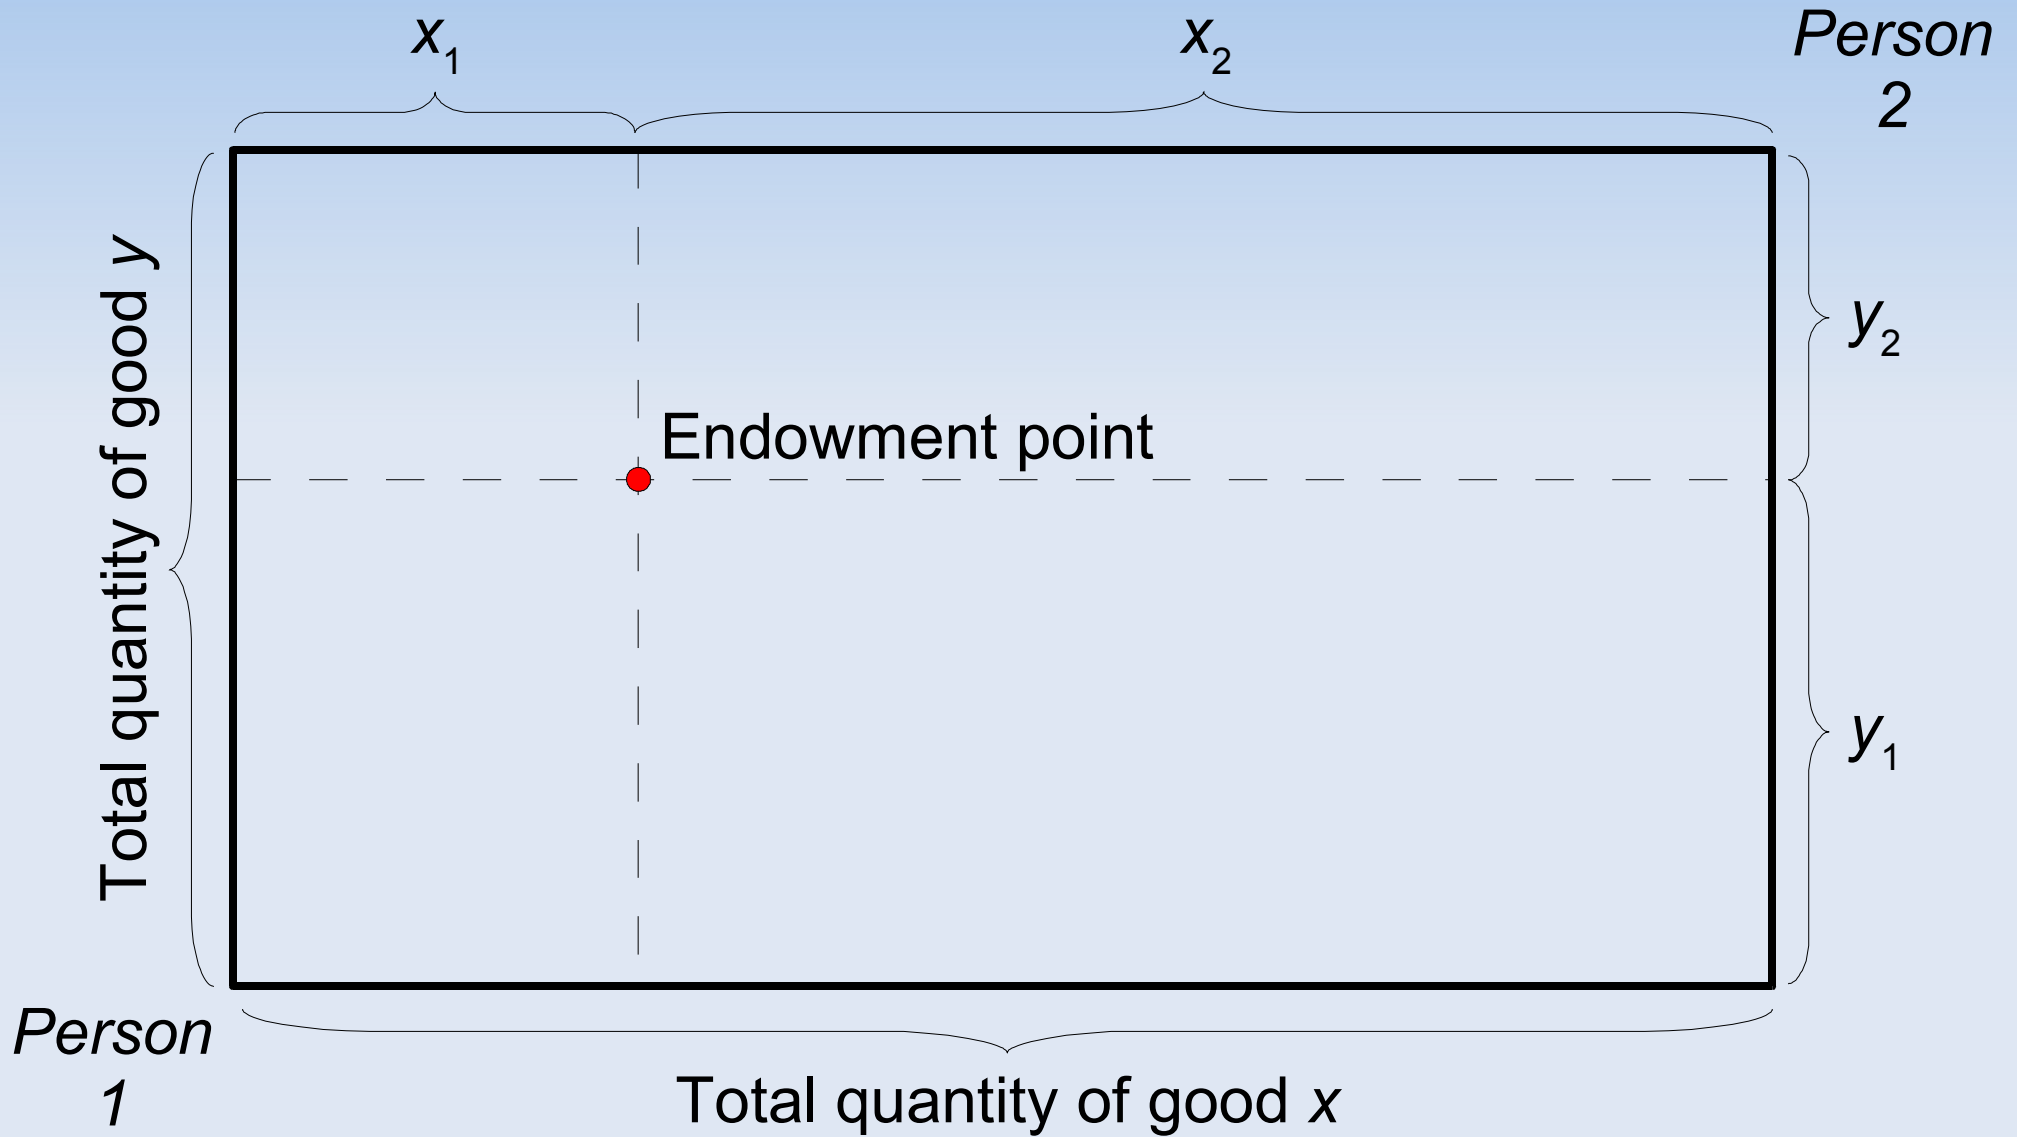 x1
x2
Person
2
Total quantity of good y
y2
Endowment point
y1
Person
1
Total quantity of good x